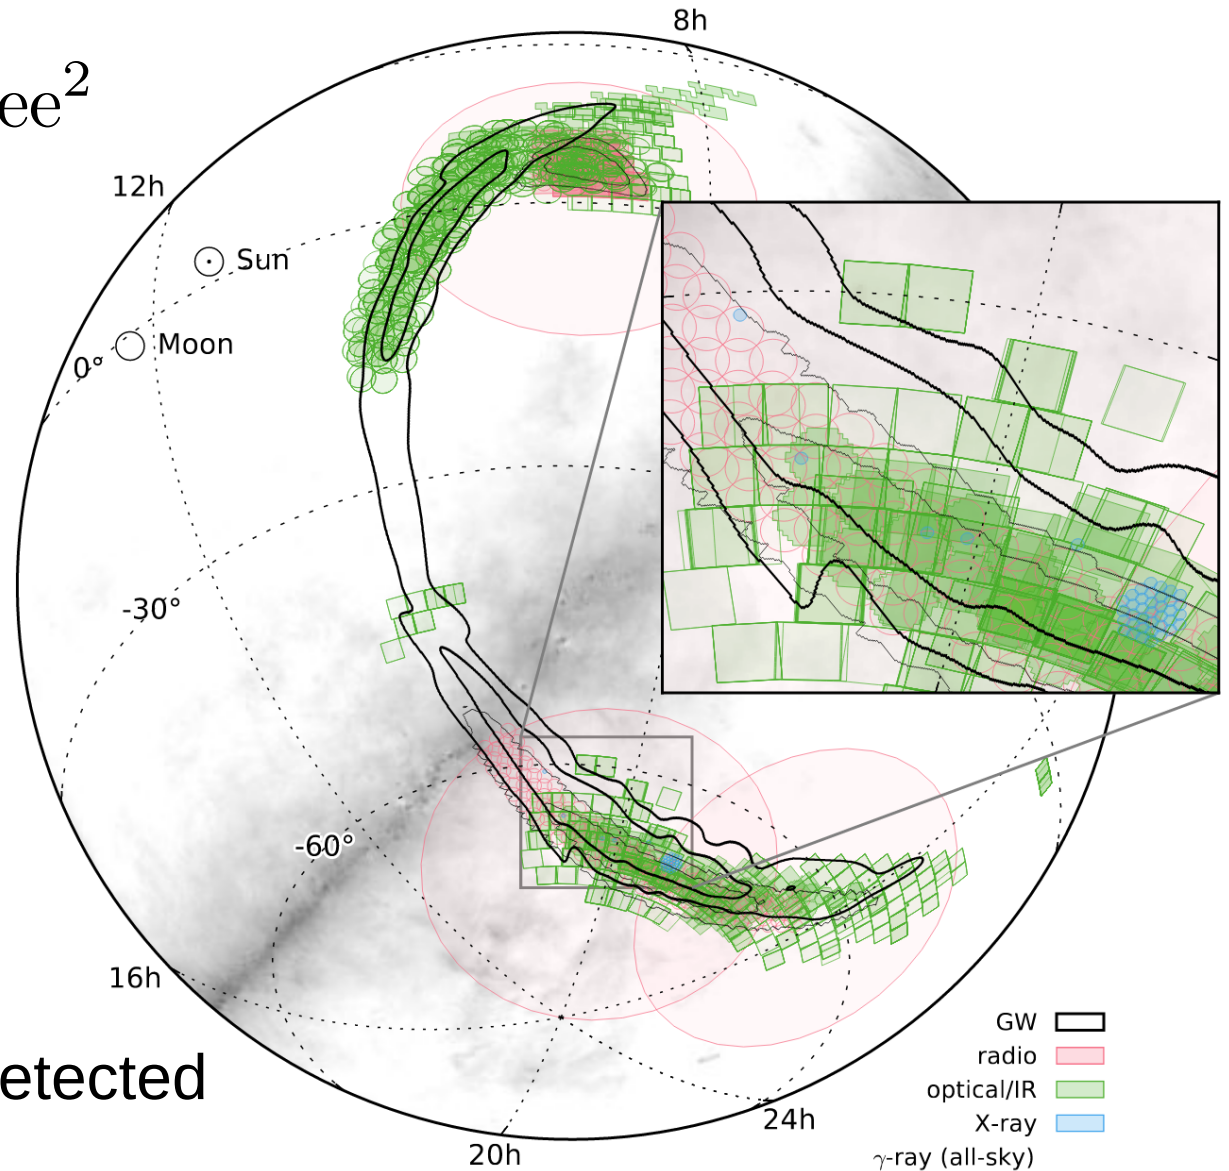 8h
ee²
12h
Sun
Moon
0°
-30°
-60°
16h
GW
radio
etected
optical/IR
X-ray
24h
20h
γ-ray (all-sky)